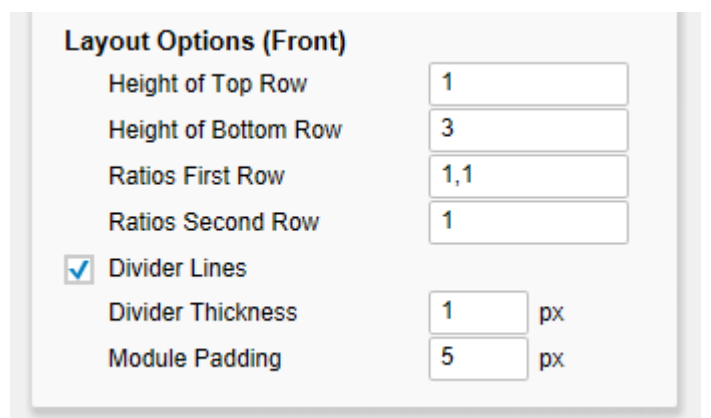 Layout Options (Front)
Height of Top Row 1
Height of Bottom Row 3
Ratios First Row 1,1
Ratios Second Row 1
Divider Lines
Divider Thickness 1 px
Module Padding 5 px